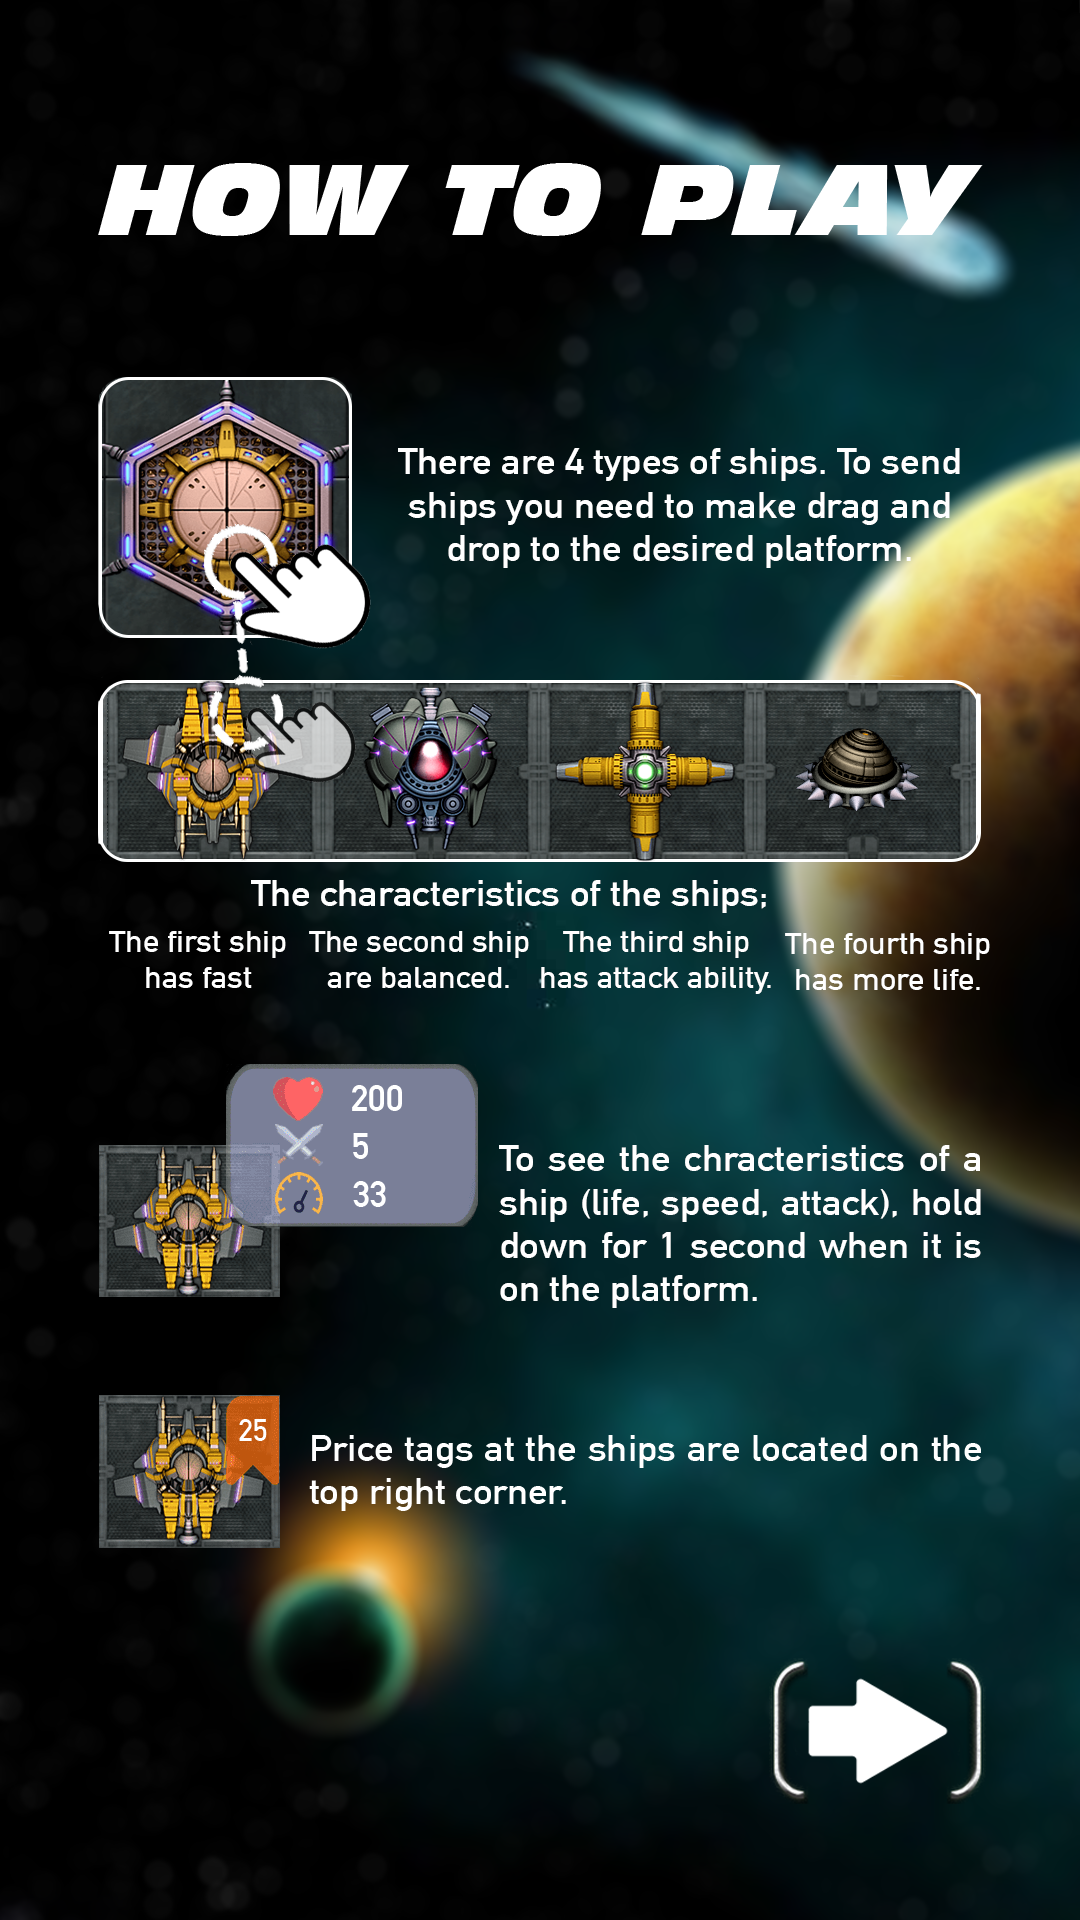 HOW TO PLAY
There are 4 types of ships. To send
ships you need to make drag and
drop to the desired platform.
The characteristics of the ships;
The first ship
has fast
The second ship
are balanced.
The third ship
has attack ability.
The fourth ship
has more life.
200
5
33
To see the chracteristics of a
ship (life, speed, attack), hold
down for 1 second when it is
on the platform.
25
Price tags at the ships are located on the
top right corner.